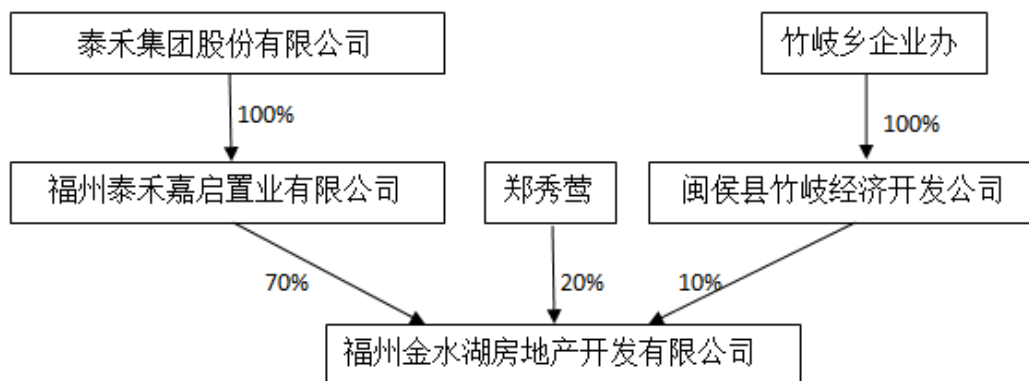 泰禾集团股份有限公司
竹岐乡企业办
100%
100%
福州泰禾嘉启置业有限公司
郑秀莺
闽侯县竹岐经济开发公司
70%
20%
10%
福州金水湖房地产开发有限公司